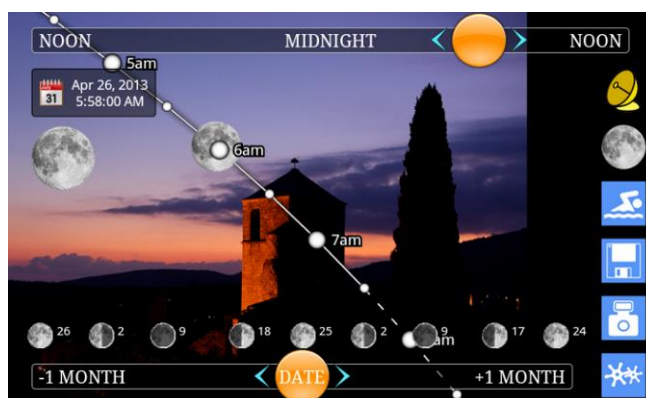 NOON MIDNIGHT NOON
5am
Apr 26, 2013
31
5:58:00 AM
6am
7am
26 2 9 18 25 2 9 17 24
am
-1 MONTH DATE +1 MONTH